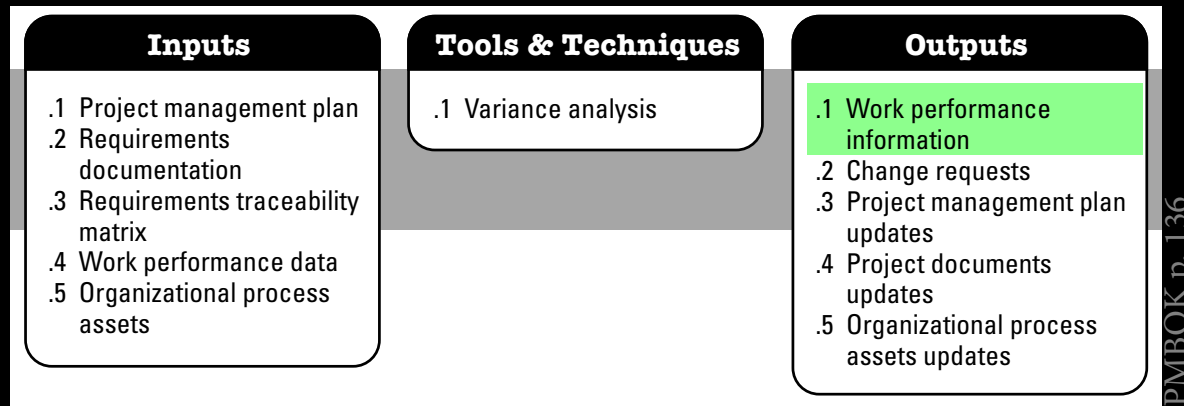 Inputs
.1 Project management plan
.2 Requirements
documentation
.3 Requirements traceability
matrix
.4 Work performance data
.5 Organizational process
assets
Tools & Techniques
.1 Variance analysis
Outputs
.1 Work performance
information
.2 Change requests
.3 Project management plan
updates
.4 Project documents
updates
.5 Organizational process
assets updates
PMBOK p. 136